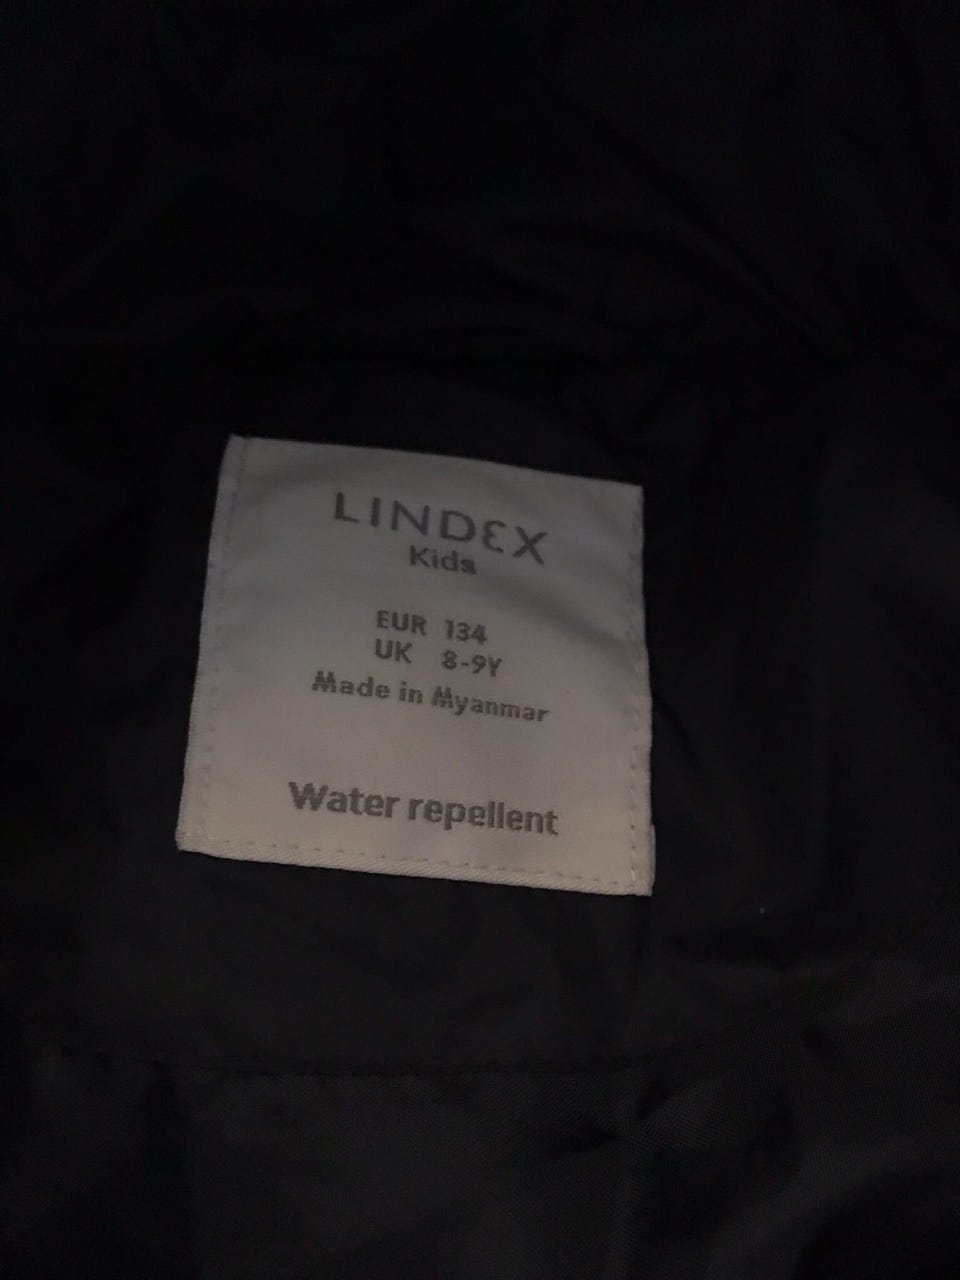 LINDEX
Kids
EUR 134
UK 8-9Y
Made in Myanmar
Water repellent